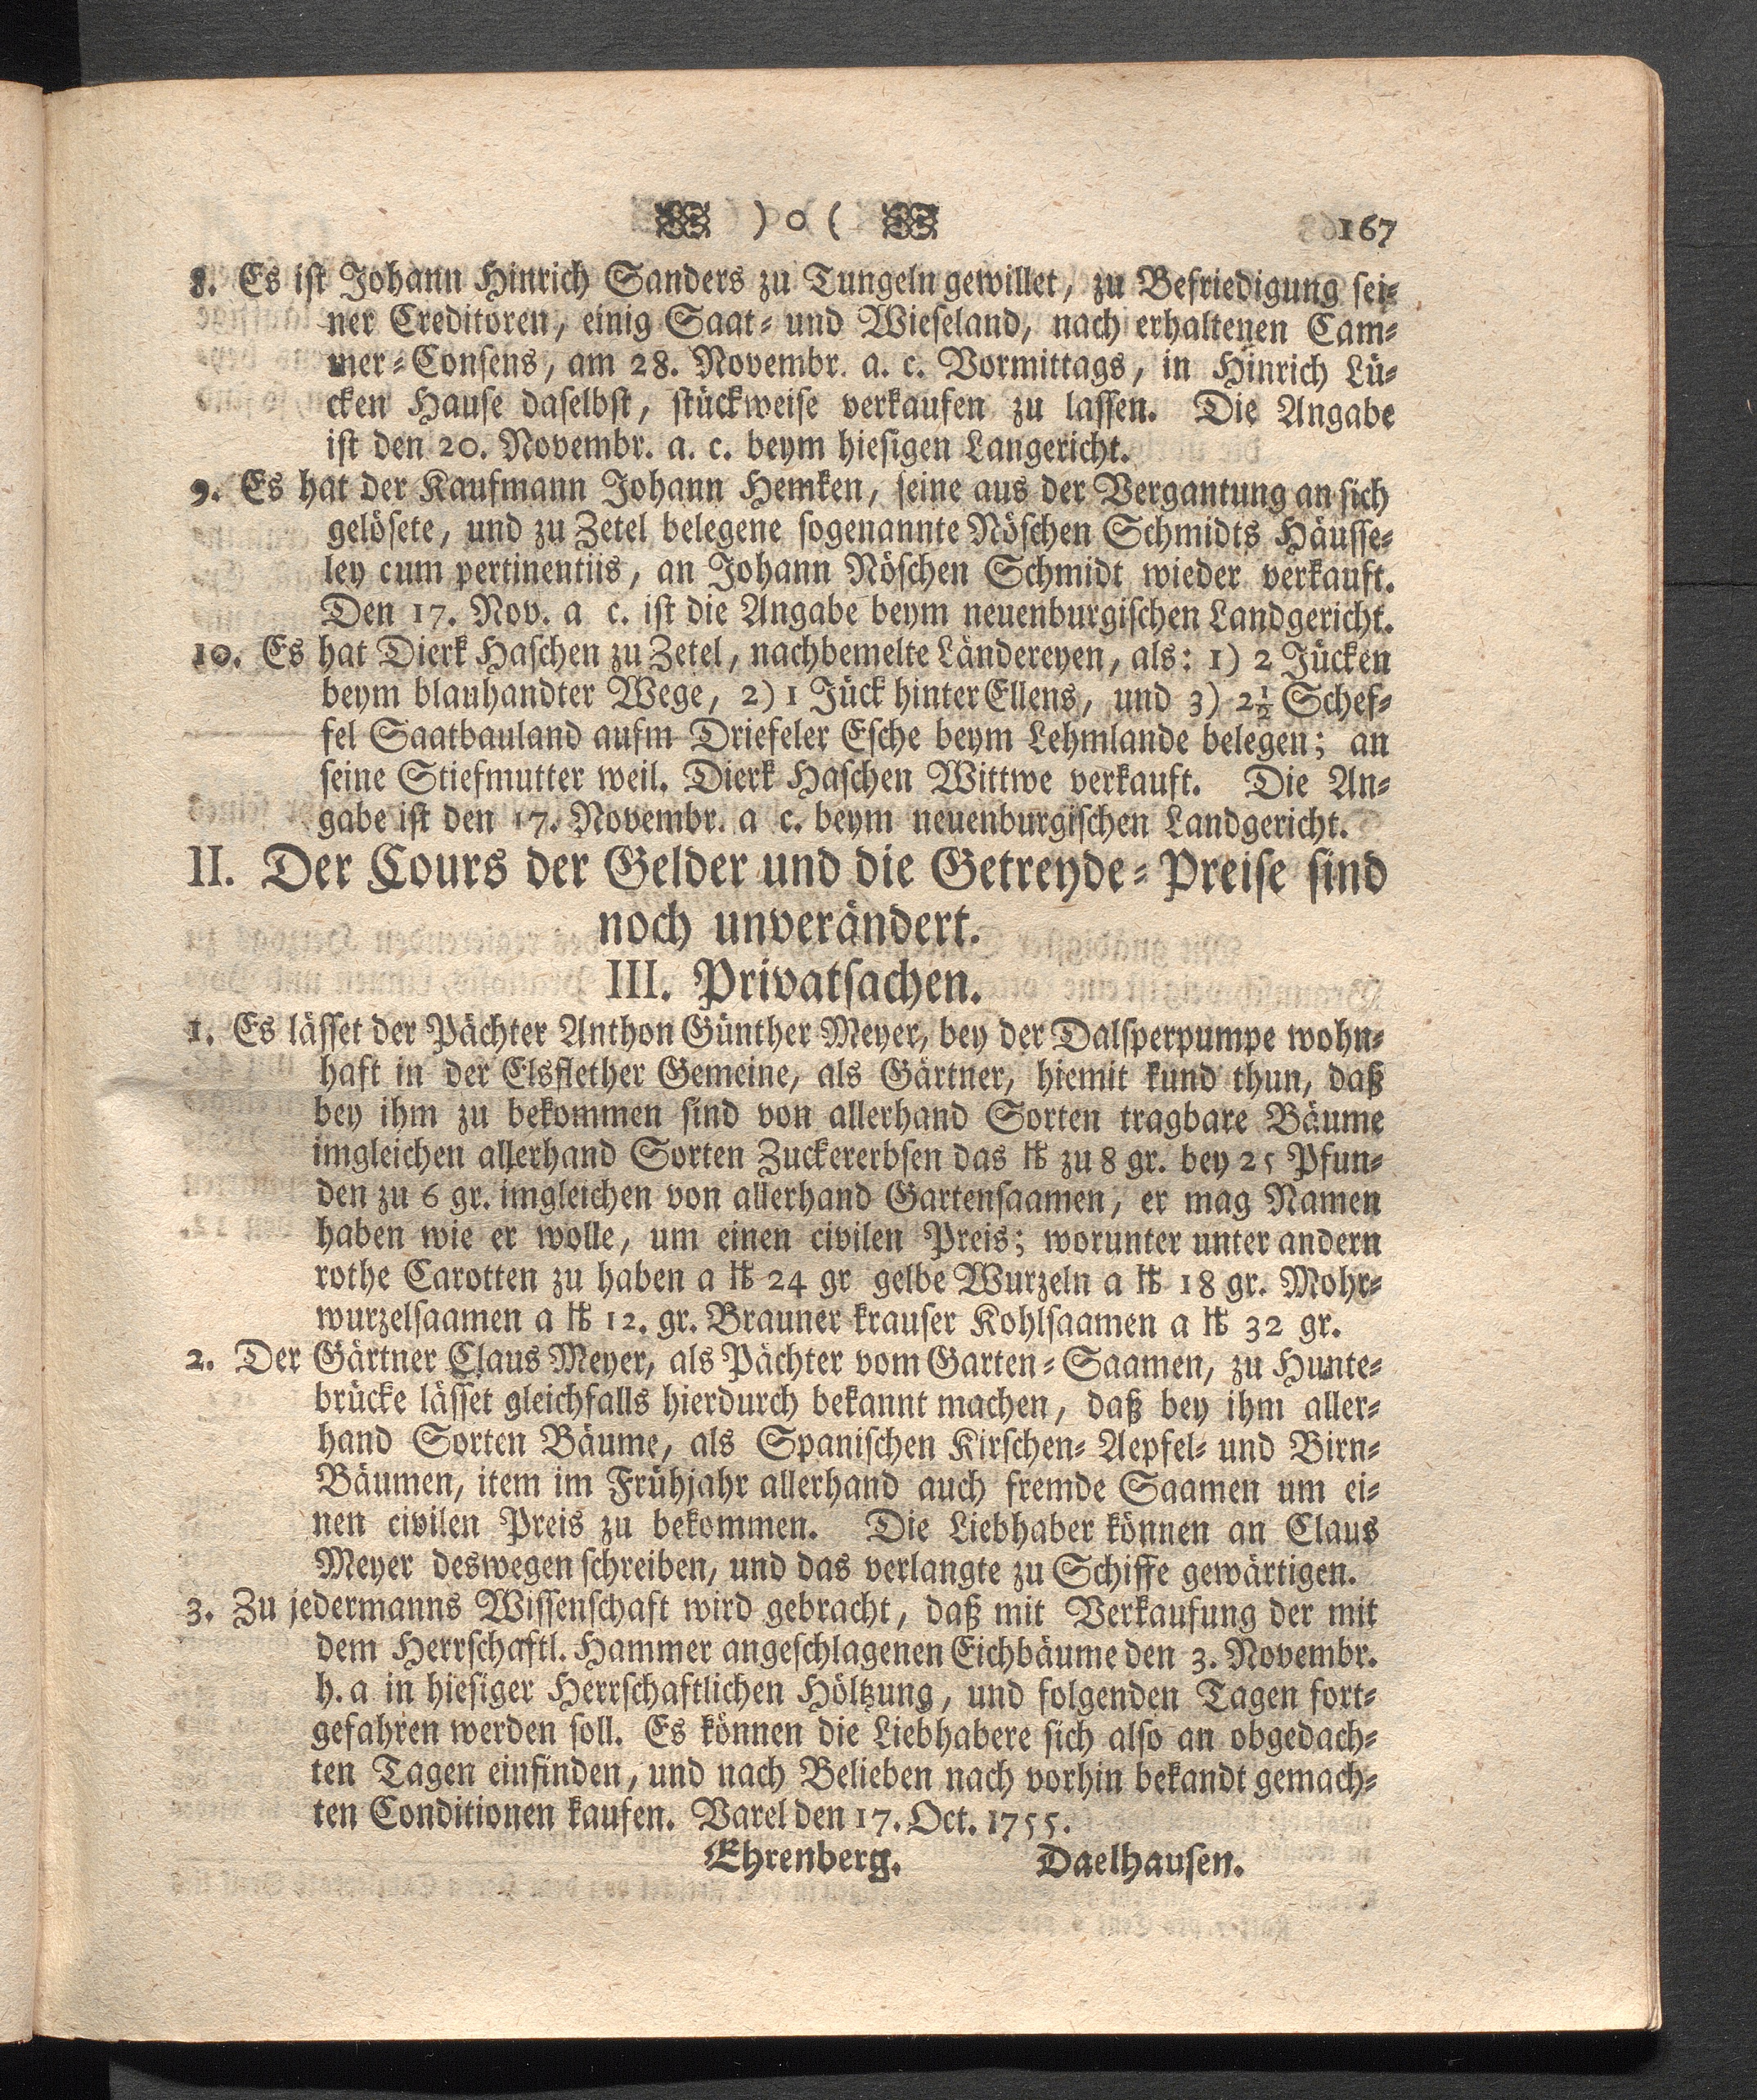 ) o ( 167
8. Es ist Johann Hinrich Sanders zu Tungeln gewillet, zu Befriedigung sei-
ner Creditoren, einig Saat- und Wieseland, nach erhaltenen Cam-
mer-Consens, am 28. Novembr. a. c. Vormittags, in Hinrich Lü-
cken Hause daselbst, stückweise verkaufen zu lassen. Die Angabe
ist den 20. Novembr. a. c. beym hiesigen Langericht.
9. Es hat der Kaufmann Johann Hemken, seine aus der Vergantung an sich
gelösete, und zu Zetel belegene sogenannte Nöschen Schmidts Häusse-
ley cum pertinentiis, an Johann Nöschen Schmidt wieder verkauft.
Den 17. Nov. a c. ist die Angabe beym neuenburgischen Landgericht.
10. Es hat Dierk Haschen zu Zetel, nachbemelte Ländereyen, als: 1) 2 Jücken
beym blauhandter Wege, 2) 1 Jück hinter Ellens, und 3) 2½ Schef-
fel Saatbauland aufm Driefeler Esche beym Lehmlande belegen; an
seine Stiefmutter weil. Dierk Haschen Wittwe verkauft. Die An-
gabe ist den 17. Novembr. a c. beym neuenburgischen Landgericht.
II. Der Cours der Gelder und die Getreyde-Preise sind
noch unverändert.
III. Privatsachen.
1. Es lässet der Pächter Anthon Günther Meyer, bey der Dalsperpumpe wohn-
haft in der Elsflether Gemeine, als Gärtner, hiemit kund thun, daß
bey ihm zu bekommen sind von allerhand Sorten tragbare Bäume
imgleichen allerhand Sorten Zuckererbsen das ℔ zu 8 gr. bey 25 Pfun-
den zu 6 gr. imgleichen von allerhand Gartensaamen, er mag Namen
haben wie er wolle, um einen civilen Preis; worunter unter andern
rothe Carotten zu haben a ℔ 24 gr gelbe Wurzeln a ℔ 18 gr. Mohr-
wurzelsaamen a ℔ 12. gr. Brauner krauser Kohlsaamen a ℔ 32 gr.
2. Der Gärtner Claus Meyer, als Pächter vom Garten-Saamen, zu Hunte-
brücke lässet gleichfalls hierdurch bekannt machen, daß bey ihm aller-
hand Sorten Bäume, als Spanischen Kirschen- Aepfel- und Birn-
Bäumen, item im Frühjahr allerhand auch fremde Saamen um ei-
nen civilen Preis zu bekommen. Die Liebhaber können an Claus
Meyer deswegen schreiben, und das verlangte zu Schiffe gewärtigen.
3. Zu jedermanns Wissenschaft wird gebracht, daß mit Verkaufung der mit
dem Herrschaftl. Hammer angeschlagenen Eichbäume den 3. Novembr.
h. a in hiesiger Herrschaftlichen Höltzung, und folgenden Tagen fort-
gefahren werden soll. Es können die Liebhabere sich also an obgedach-
ten Tagen einfinden, und nach Belieben nach vorhin bekandt gemach-
ten Conditionen kaufen. Varel den 17. Oct. 1755.
Ehrenberg. Daelhausen.